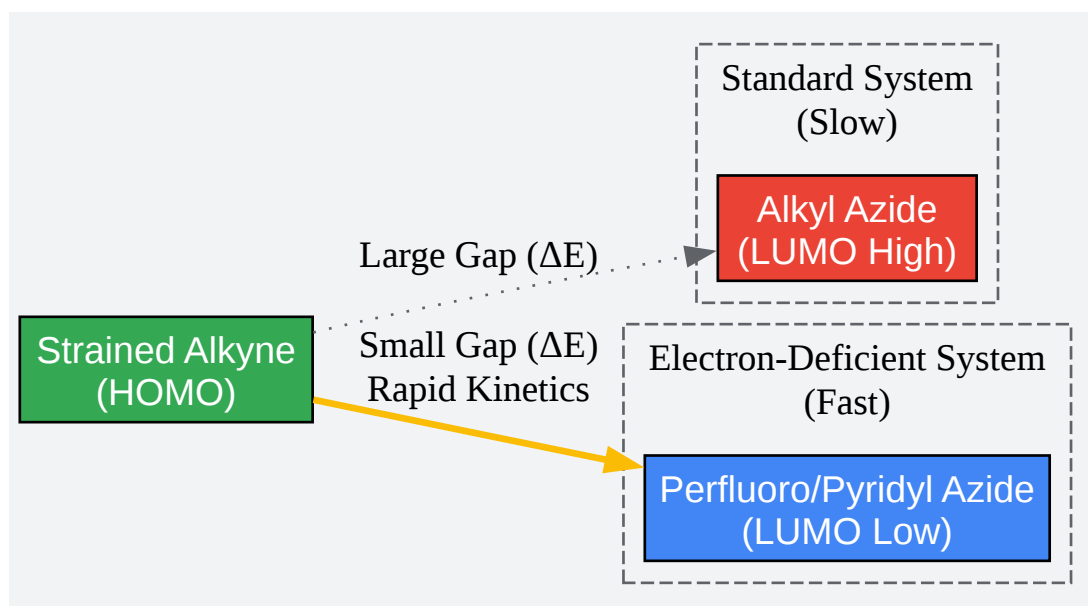 Standard System
(Slow)
Alkyl Azide
(LUMO High)
Large Gap (ΔE)
Strained Alkyne
(HOMO)
Small Gap (ΔE)
Rapid Kinetics
Electron-Deficient System
(Fast)
Perfluoro/Pyridyl Azide
(LUMO Low)